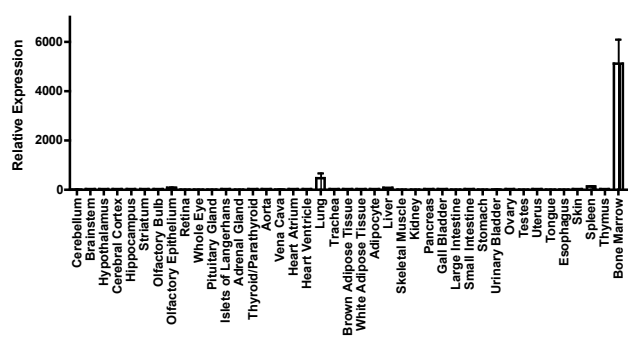 Relative Expression
6000
4000
2000
0
Cerebellum
Brainstem
Hypothalamus
Cerebral Cortex
Hippocampus
Striatum
Olfactory Bulb
Olfactory Epithelium
Retina
Whole Eye
Pituitary Gland
Islets of Langerhans
Adrenal Gland
Thyroid/Parathyroid
Aorta
Vena Cava
Heart Atrium
Heart Ventricle
Lung
Trachea
Brown Adipose Tissue
White Adipose Tissue
Adipocyte
Liver
Skeletal Muscle
Kidney
Pancreas
Gall Bladder
Large Intestine
Small Intestine
Stomach
Urinary Bladder
Ovary
Testes
Uterus
Tongue
Esophagus
Skin
Spleen
Thymus
Bone Marrow